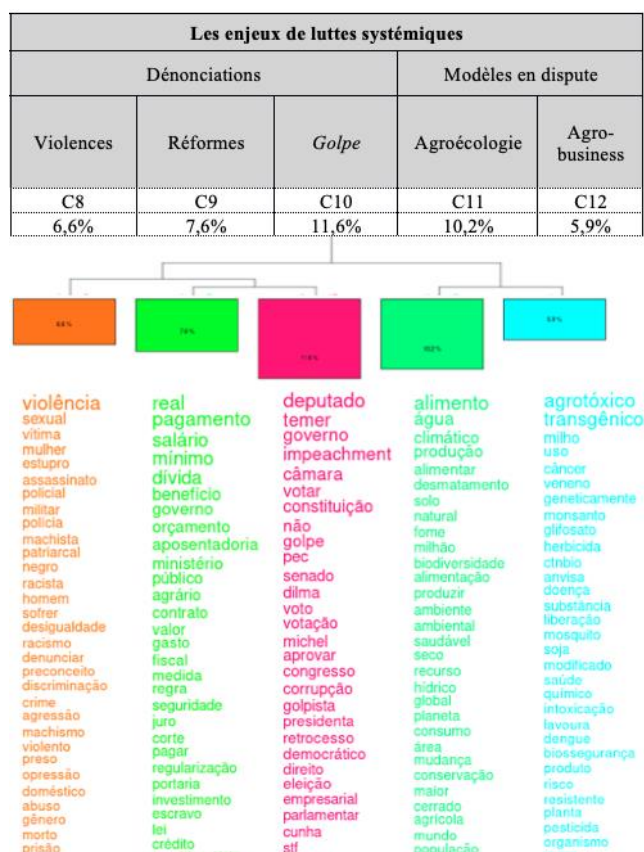 Les enjeux de luttes systémiques
Dénonciations
Modèles en dispute
Violences
Réformes
Golpe
Agroécologie
Agro-
business
C8
C9
C10
C11
C12
6,6%
7,6%
11,6%
10,2%
5,9%
violência
sexual
vítima
mulher
estupro
assassinato
policial
militar
polícia
machista
patriarcal
negro
racista
homem
sofrer
desigualdade
racismo
denunciar
preconceito
discriminação
crime
agressão
machismo
violento
preso
opressão
doméstico
abuso
gênero
morto
prisão
real
pagamento
salário
mínimo
dívida
benefício
governo
orçamento
aposentadoria
ministério
público
agrário
contrato
valor
gasto
fiscal
medida
regra
seguridade
juro
corte
pagar
regularização
portaria
investimento
escravo
lei
crédito
deputado
temer
governo
impeachment
câmara
votar
constituição
não
golpe
pec
senado
dilma
voto
votação
michel
aprovar
congresso
corrupção
golpista
presidenta
retrocesso
democrático
direito
eleição
empresarial
parlamentar
cunha
stf
alimento
água
climático
produção
alimentar
desmatamento
solo
natural
fome
milhão
biodiversidade
alimentação
produzir
ambiente
ambiental
saudável
seco
recurso
hídrico
global
planeta
consumo
área
mudança
conservação
maior
cerrado
agrícola
mundo
população
agrotóxico
transgênico
milho
uso
câncer
veneno
geneticamente
monsanto
glifosato
herbicida
ctnbio
anvisa
doença
substância
liberação
mosquito
soja
modificado
saúde
químico
intoxicação
lavoura
dengue
biossegurança
produto
risco
resistente
planta
pesticida
organismo